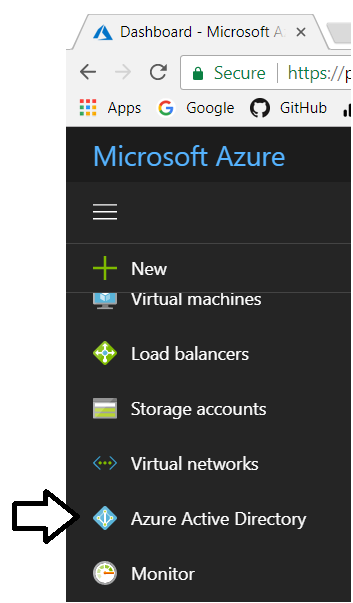 Dashboard - Microsoft A
Secure https://p
Apps Google GitHub
Microsoft Azure
New
Virtual machines
Load balancers
Storage accounts
Virtual networks
Azure Active Directory
Monitor